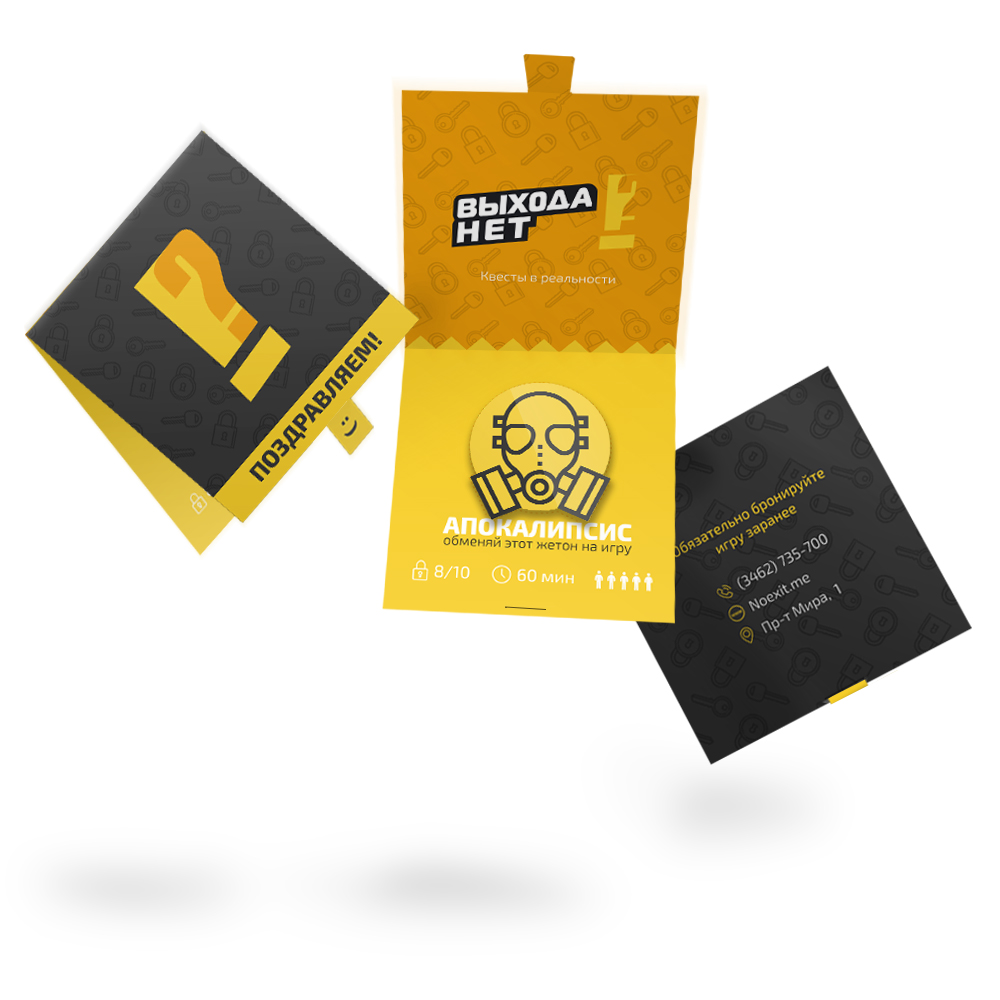 ПОЗДРАВЛЯЕМ!
ВЫХОДА
НЕТ
Квесты в реальности
АПОКАЛИПСИС
обменяй этот жетон на игру
8/10
60 мин
Обязательно бронируйте
игру заранее
(3462) 735-700
Noexit.me
Пр-т Мира, 1